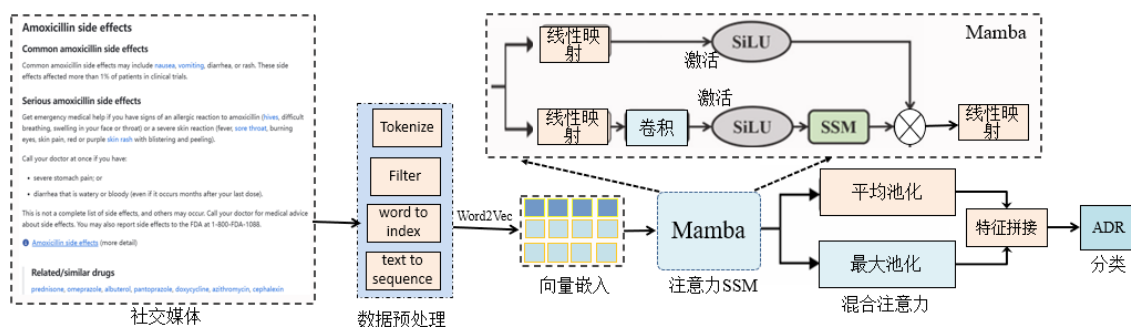 Amoxicillin side effects
Common amoxicillin side effects
Common amoxicillin side effects may include nausea, vomiting, diarrhea, or rash. These side
effects affected more than 1% of patients in clinical trials.
Serious amoxicillin side effects
Get emergency medical help if you have signs of an allergic reaction to amoxicillin (hives, difficult
breathing, swelling in your face or throat) or a severe skin reaction (fever, sore throat, burning
eyes, skin pain, red or purple skin rash with blistering and peeling).
Call your doctor at once if you have:
• severe stomach pain; or
• diarrhea that is watery or bloody (even if it occurs months after your last dose).
This is not a complete list of side effects, and others may occur. Call your doctor for medical advice
about side effects. You may also report side effects to the FDA at 1-800-FDA-1088.
Amoxicillin side effects (more detail)
Related/similar drugs
prednisone, omeprazole, albuterol, pantoprazole, doxycycline, azithromycin, cephalexin
社交媒体
Tokenize
Filter
word to
index
text to
sequence
数据预处理
Word2Vec
向量嵌入
Mamba
注意力SSM
Mamba
线性映
射
SiLU
激活
线性映
射
卷积
激活
SiLU
SSM
线性映
射
平均池化
最大池化
混合注意力
特征拼接
ADR
分类